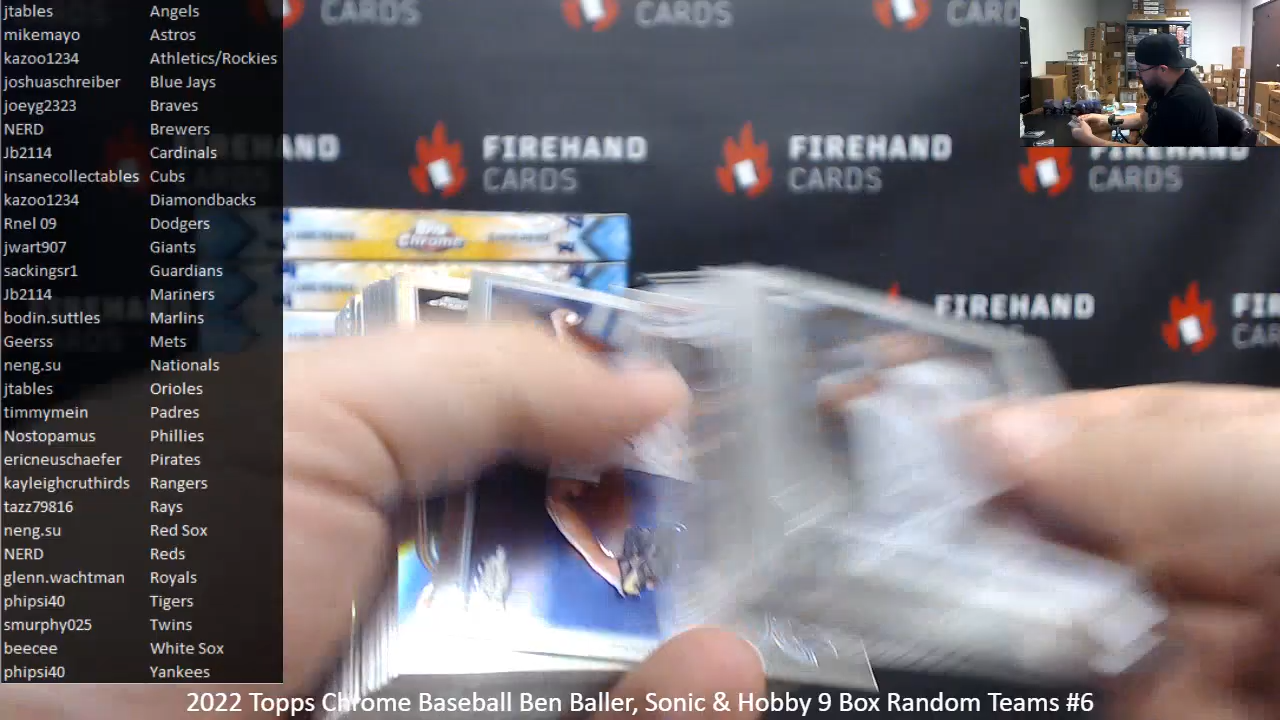 jtables Angels
mikemayo Astros
kazoo1234 Athletics/Rockies
joshuaschreiber Blue Jays
joeyg2323 Braves
NERD Brewers
Jb2114 Cardinals
insanecollectables Cubs
kazoo1234 Diamondbacks
Rnel 09 Dodgers
jwart907 Giants
sackingsr1 Guardians
Jb2114 Mariners
bodin.suttles Marlins
Geerss Mets
neng.su Nationals
jtables Orioles
timmymein Padres
Nostopamus Phillies
ericneuschaefer Pirates
kayleighcruthirds Rangers
tazz79816 Rays
neng.su Red Sox
NERD Reds
glenn.wachtman Royals
phipsi40 Tigers
smurphy025 Twins
beecee White Sox
phipsi40 Yankees
FIREHAND
CARDS
FIREHAND
CARDS
FIREHAND
CARD
FIREHAND
CARDS
FIREHAND
CARDS
CARDS
FIREHAND
Chrome
2022 Topps Chrome Baseball Ben Baller, Sonic & Hobby 9 Box Random Teams #6